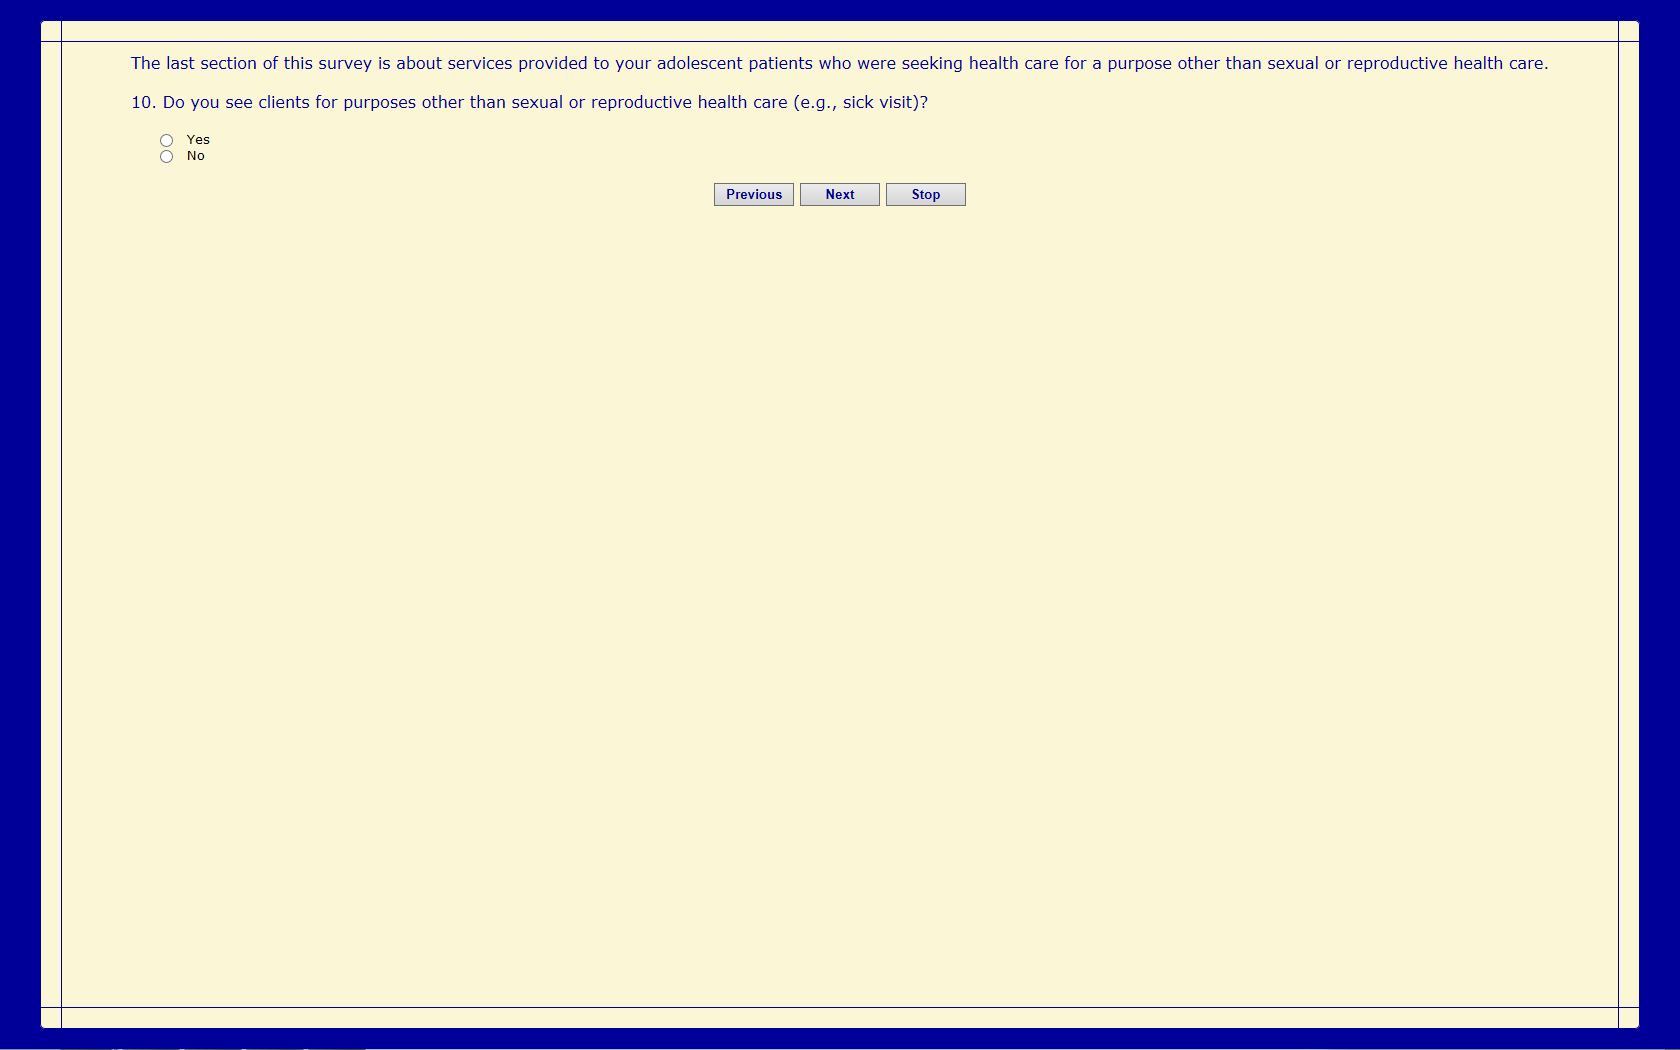 The last section of this survey is about services provided to your adolescent patients who were seeking health care for a purpose other than sexual or reproductive health care.
10. Do you see clients for purposes other than sexual or reproductive health care (e.g., sick visit)?
Yes
No
Previous Next Stop